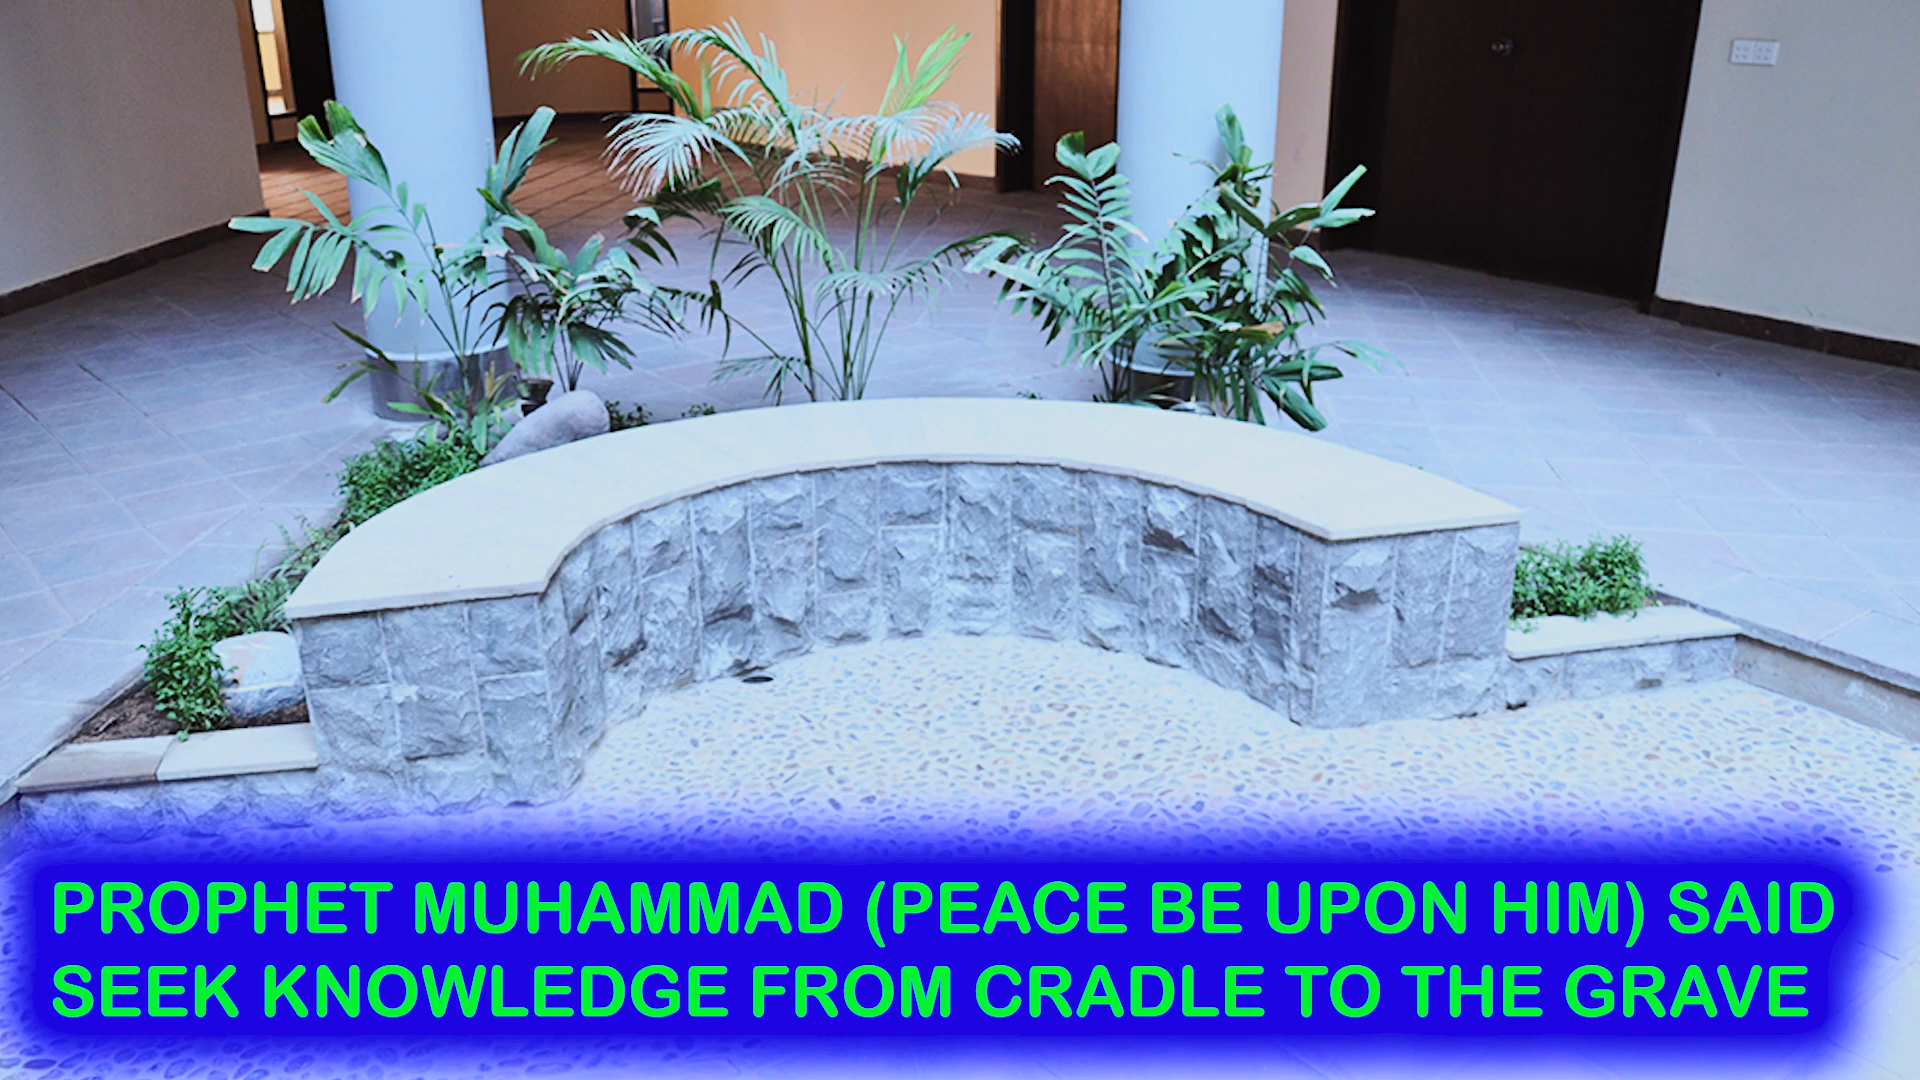 PROPHET MUHAMMAD (PEACE BE UPON HIM) SAID
SEEK KNOWLEDGE FROM CRADLE TO THE GRAVE